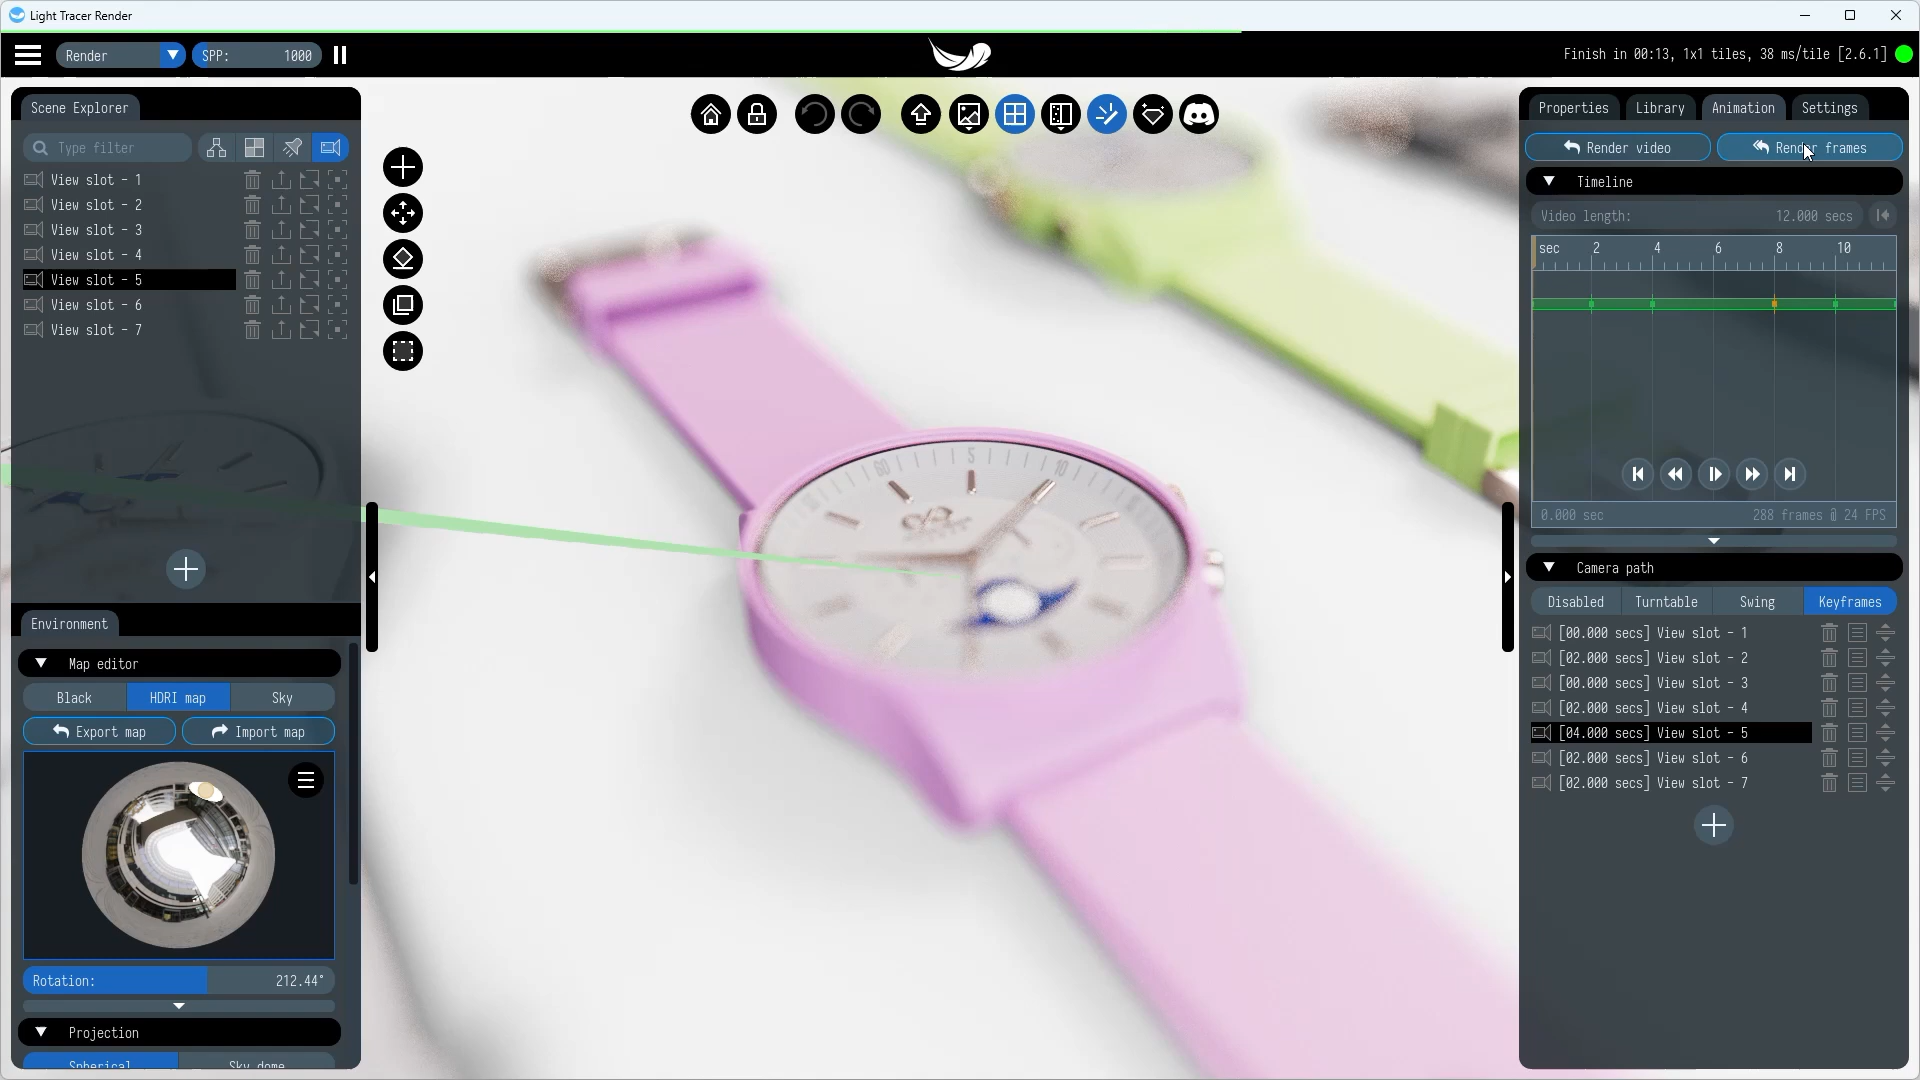 Light Tracer Render
Render
SPP: 1000
Finish in 00:13, 1x1 tiles, 38 ms/tile [2.6.1]
Scene Explorer
Type filter
View slot - 1
View slot - 2
View slot - 3
View slot - 4
View slot - 5
View slot - 6
View slot - 7
Environment
Map editor
Black HDRI map Sky
Export map Import map
Rotation: 212.44°
Projection
Spherical Sky dome
60 5 10
Properties Library Animation Settings
Render video Render frames
Timeline
Video length: 12.000 secs
sec 2 4 6 8 10
0.000 sec 288 frames @ 24 FPS
Camera path
Disabled Turntable Swing Keyframes
[00.000 secs] View slot - 1
[02.000 secs] View slot - 2
[00.000 secs] View slot - 3
[02.000 secs] View slot - 4
[04.000 secs] View slot - 5
[02.000 secs] View slot - 6
[02.000 secs] View slot - 7